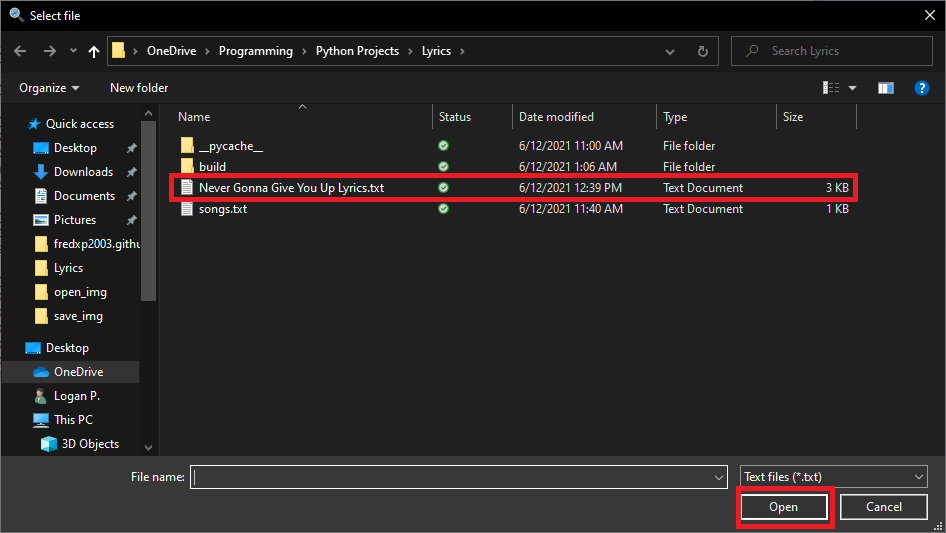 Select file
OneDrive > Programming > Python Projects > Lyrics >
Search Lyrics
Organize
New folder
?
Name Status Date modified Type Size
Quick access
Desktop
Downloads
Documents
Pictures
fredxp2003.githu
Lyrics
open_img
save_img
Desktop
OneDrive
Logan P.
This PC
3D Objects
__pycache__ 6/12/2021 11:00 AM File folder
build 6/12/2021 1:06 AM File folder
Never Gonna Give You Up Lyrics.txt 6/12/2021 12:39 PM Text Document 3 KB
songs.txt 6/12/2021 11:40 AM Text Document 1 KB
File name:
Text files (*.txt)
Open
Cancel